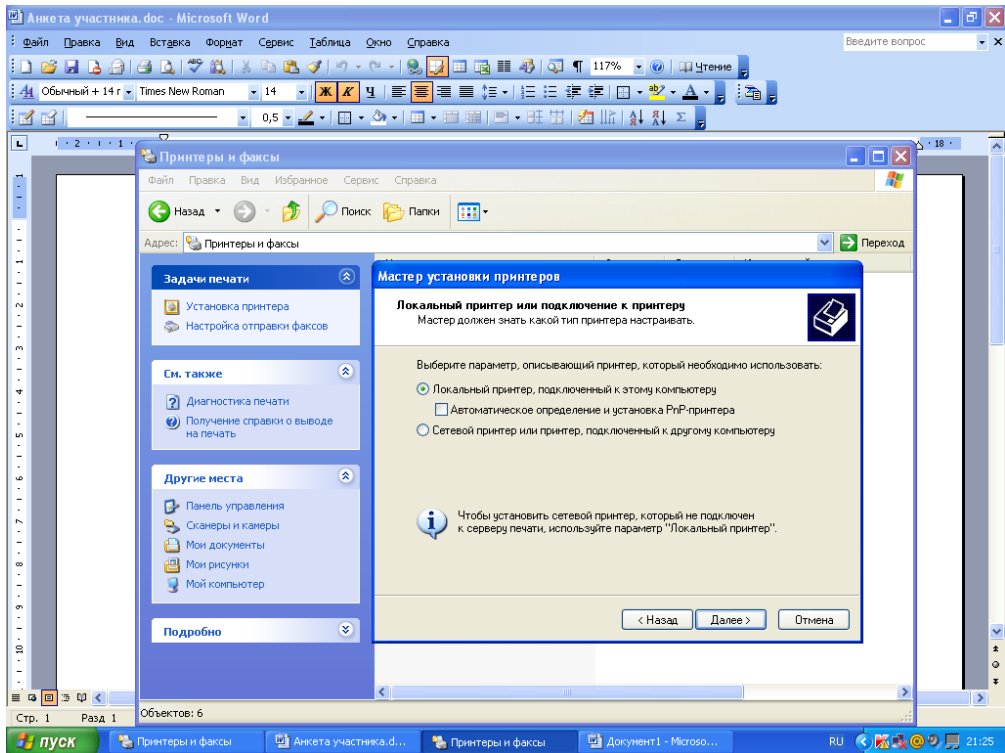 Анкета участника.doc - Microsoft Word
Файл Правка Вид Вставка Формат Сервис Таблица Окно Справка Введите вопрос
117% Чтение
Обычный + 14 г Times New Roman 14 Ж К Ч
0,5
2 1 18
Принтеры и факсы
Файл Правка Вид Избранное Сервис Справка
Назад Поиск Папки
Адрес: Принтеры и факсы Переход
Задачи печати
Установка принтера
Настройка отправки факсов
См. также
Диагностика печати
Получение справки о выводе
на печать
Другие места
Панель управления
Сканеры и камеры
Мои документы
Мои рисунки
Мой компьютер
Подробно
Мастер установки принтеров
Локальный принтер или подключение к принтеру
Мастер должен знать какой тип принтера настраивать.
Выберите параметр, описывающий принтер, который необходимо использовать:
Локальный принтер, подключенный к этому компьютеру
Автоматическое определение и установка PnP-принтера
Сетевой принтер или принтер, подключенный к другому компьютеру
Чтобы установить сетевой принтер, который не подключен
к серверу печати, используйте параметр "Локальный принтер".
< Назад Далее > Отмена
Объектов: 6
Стр. 1 Разд 1
пуск Принтеры и факсы Анкета участника.d... Принтеры и факсы Документ1 - Microso... RU 21:25